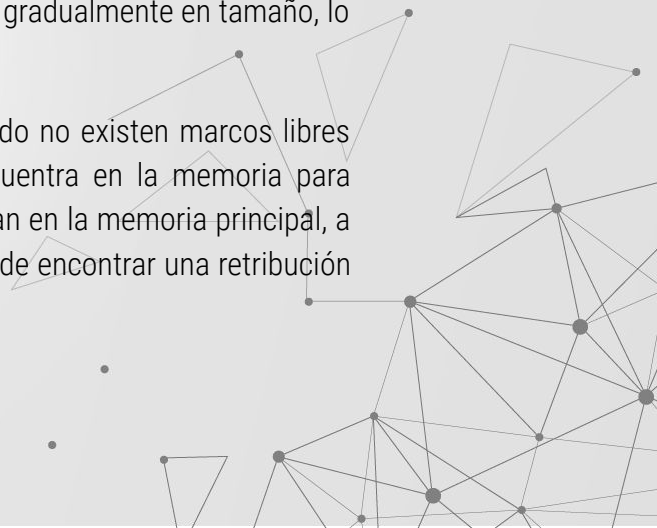 gradualmente en tamaño, lo
do no existen marcos libres
uentra en la memoria para
an en la memoria principal, a
de encontrar una retribución